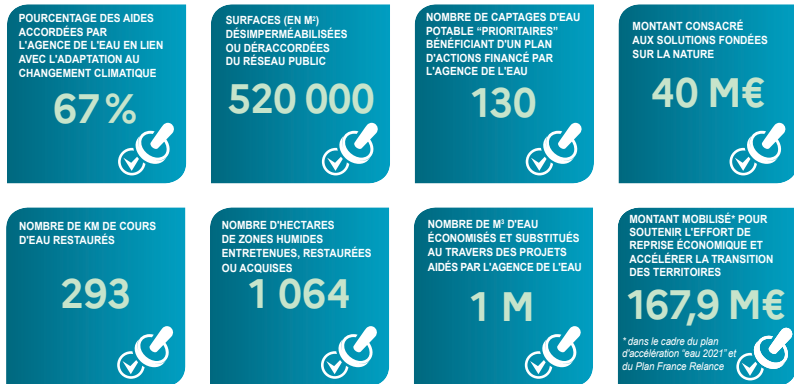 POURCENTAGE DES AIDES
ACCORDÉES PAR
L'AGENCE DE L'EAU EN LIEN
AVEC L'ADAPTATION AU
CHANGEMENT CLIMATIQUE
67 %
SURFACES (EN M²)
DÉSIMPERMÉABILISÉES
OU DÉRACCORDÉES
DU RÉSEAU PUBLIC
520 000
NOMBRE DE CAPTAGES D'EAU
POTABLE “PRIORITAIRES”
BÉNÉFICIANT D'UN PLAN
D'ACTIONS FINANCÉ PAR
L'AGENCE DE L'EAU
130
MONTANT CONSACRÉ
AUX SOLUTIONS FONDÉES
SUR LA NATURE
40 M€
NOMBRE DE KM DE COURS
D'EAU RESTAURÉS
293
NOMBRE D'HECTARES
DE ZONES HUMIDES
ENTRETENUES, RESTAURÉES
OU ACQUISES
1 064
NOMBRE DE M³ D'EAU
ÉCONOMISÉS ET SUBSTITUÉS
AU TRAVERS DES PROJETS
AIDÉS PAR L'AGENCE DE L'EAU
1 M
MONTANT MOBILISÉ* POUR
SOUTENIR L'EFFORT DE
REPRISE ÉCONOMIQUE ET
ACCÉLÉRER LA TRANSITION
DES TERRITOIRES
167,9 M€
* dans le cadre du plan
d'accélération “eau 2021” et
du Plan France Relance